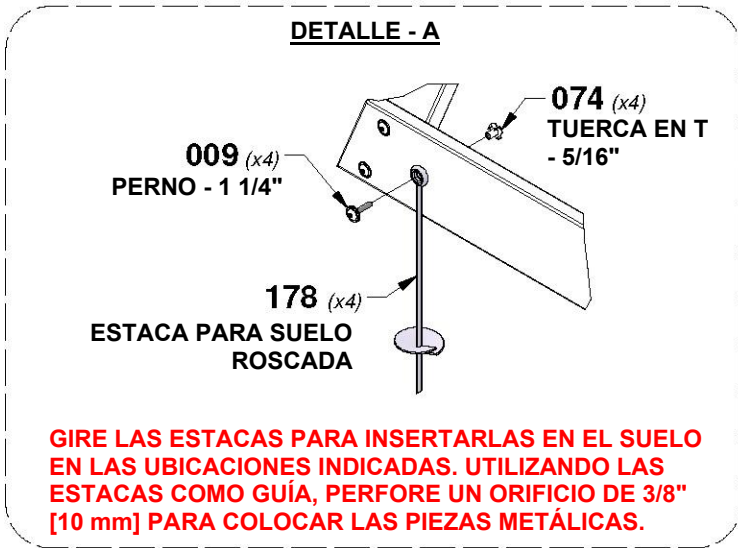 DETALLE - A
074 (x4)
TUERCA EN T
- 5/16"
009 (x4)
PERNO - 1 1/4"
178 (x4)
ESTACA PARA SUELO
ROSCADA
GIRE LAS ESTACAS PARA INSERTARLAS EN EL SUELO
EN LAS UBICACIONES INDICADAS. UTILIZANDO LAS
ESTACAS COMO GUÍA, PERFORE UN ORIFICIO DE 3/8"
[10 mm] PARA COLOCAR LAS PIEZAS METÁLICAS.